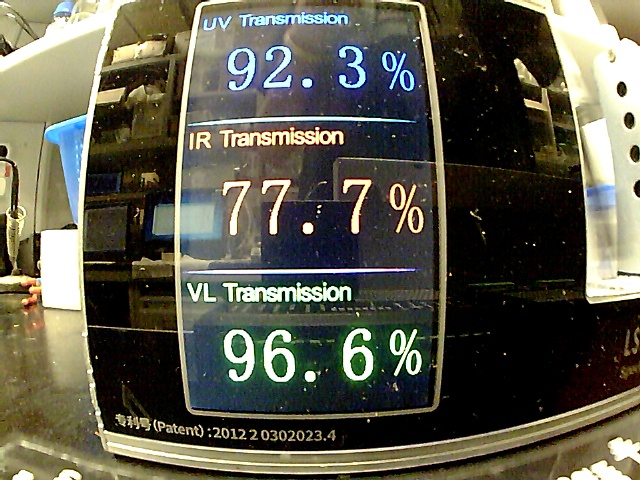 UV Transmission
92.3%
IR Transmission
77.7%
VL Transmission
96.6%
专利号(Patent):2012 2 0302023.4
LS